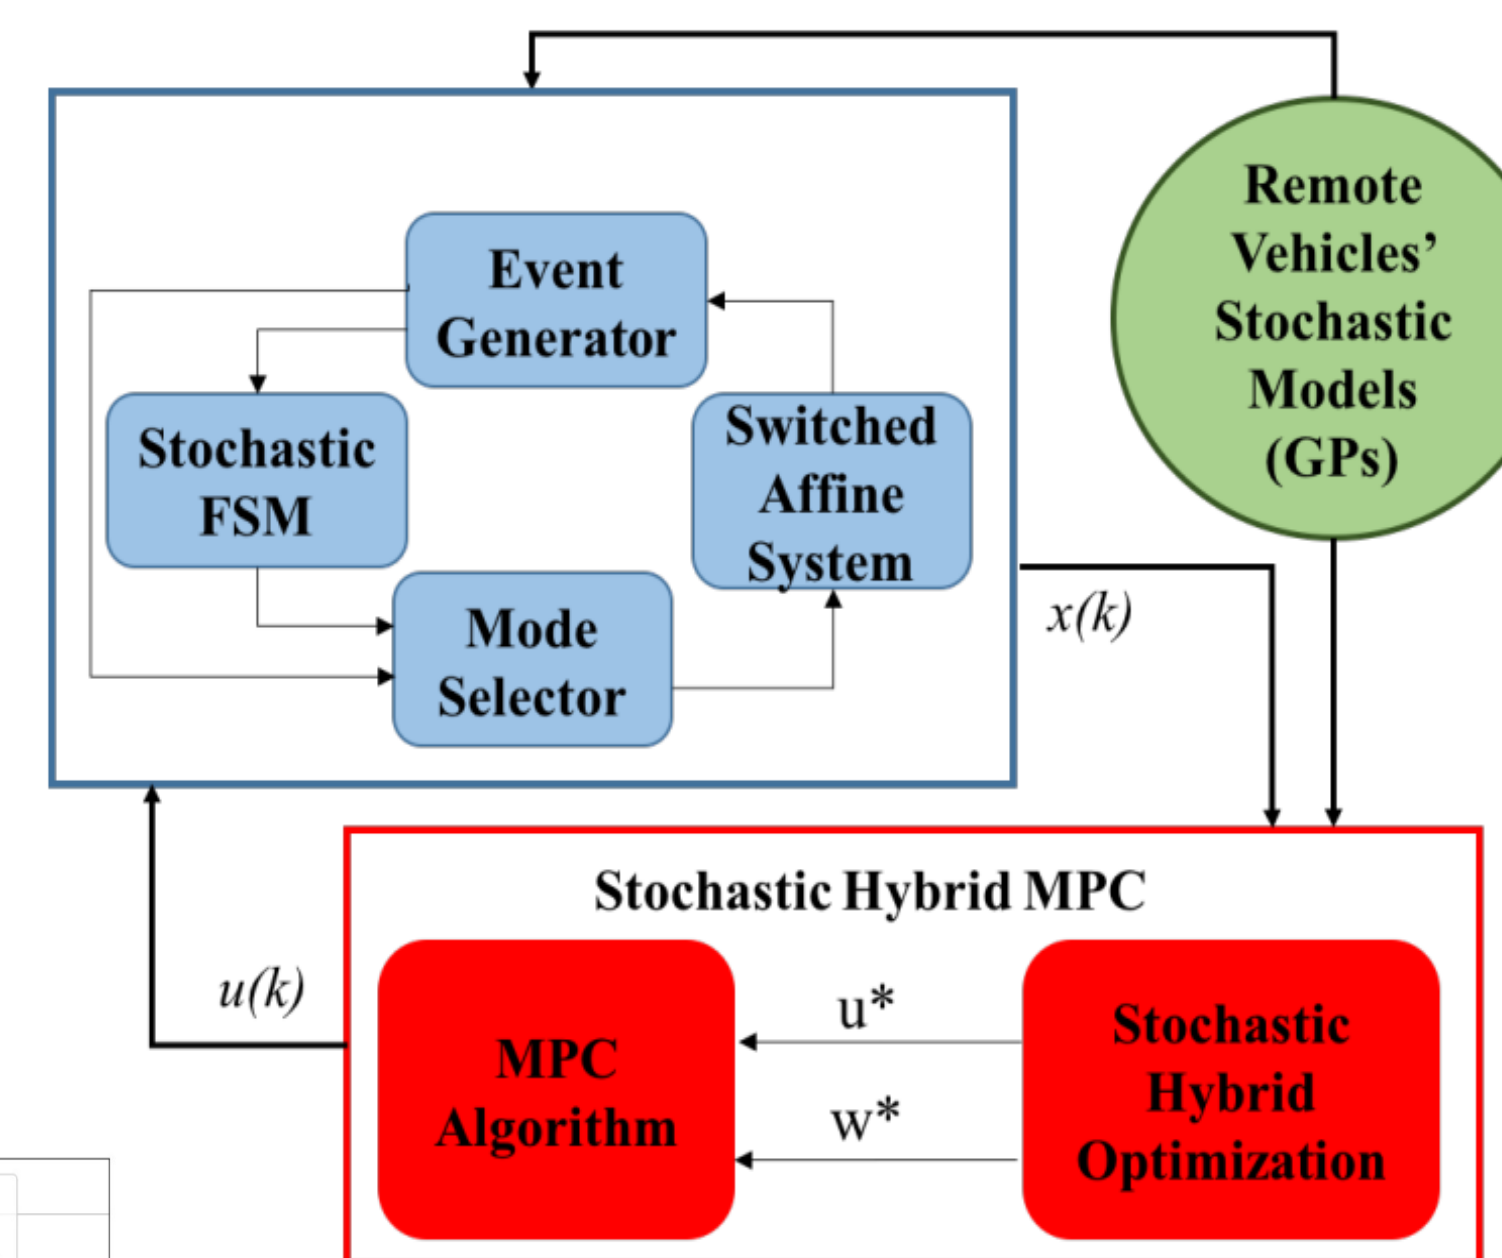 Event
Generator
Stochastic
FSM
Mode
Selector
Switched
Affine
System
Remote
Vehicles’
Stochastic
Models
(GPs)
x(k)
u(k)
Stochastic Hybrid MPC
MPC
Algorithm
u*
w*
Stochastic
Hybrid
Optimization